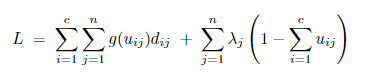 L = \sum_{i=1}^{c} \sum_{j=1}^{n} g(u_{ij}) d_{ij} + \sum_{j=1}^{n} \lambda_j \left( 1 - \sum_{i=1}^{c} u_{ij} \right)